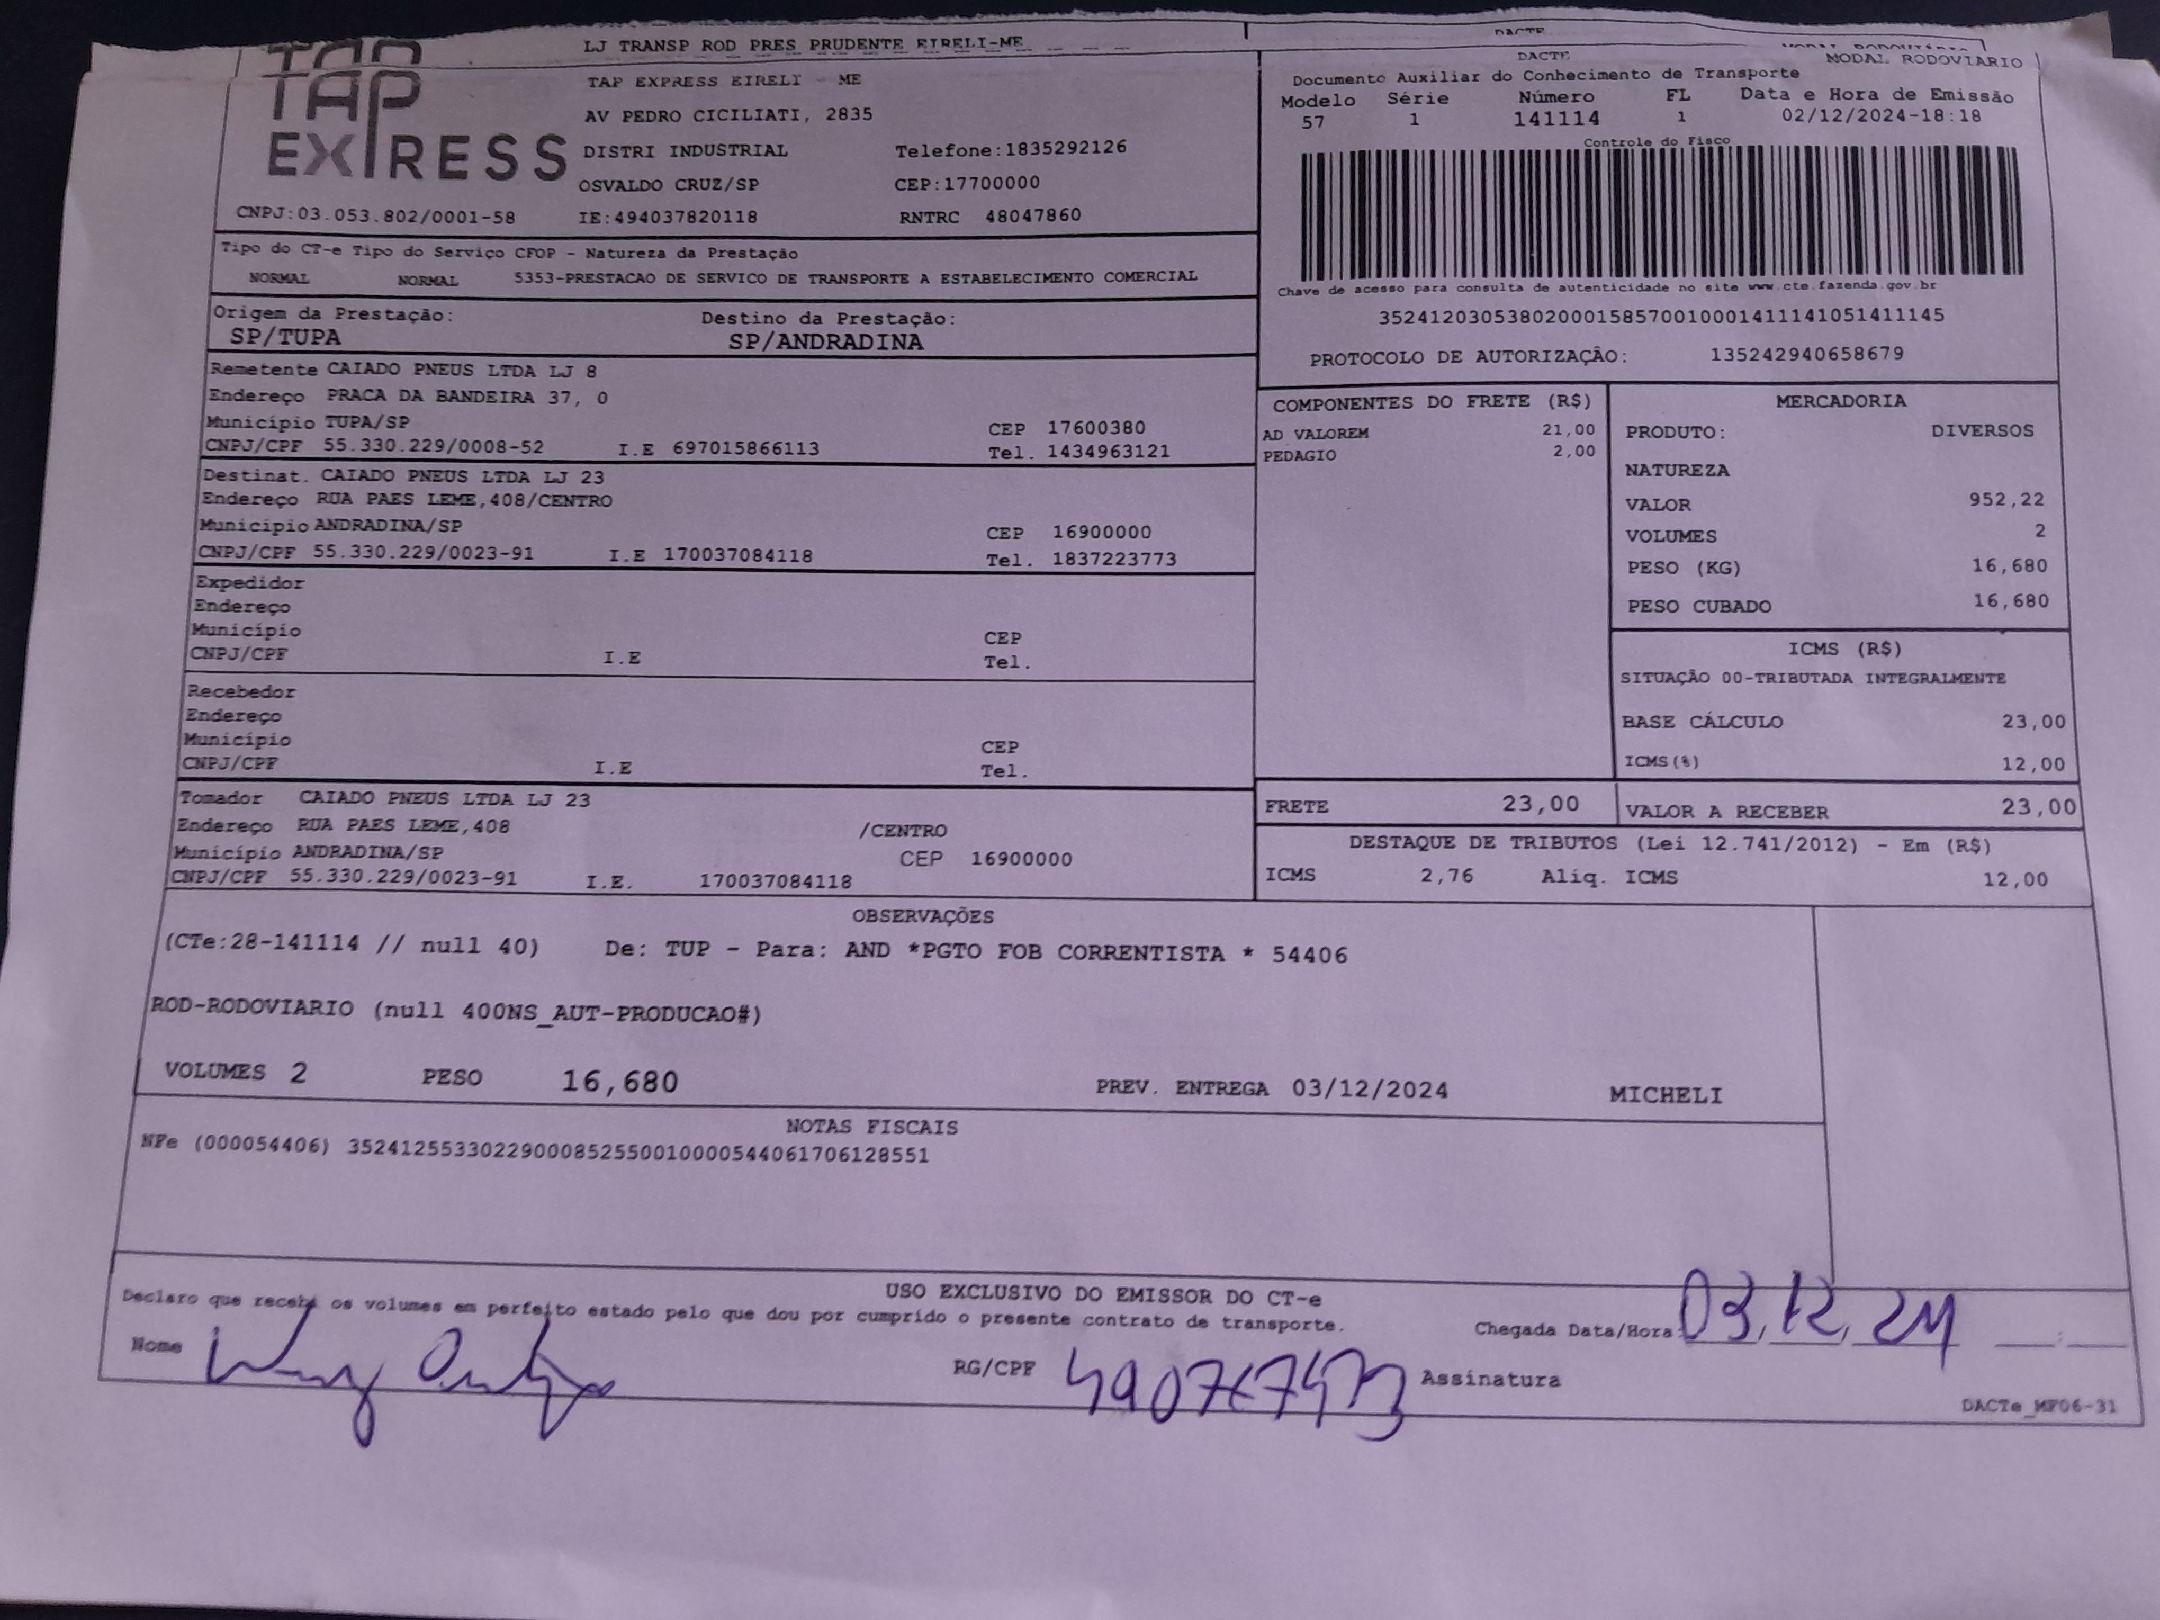 LJ TRANSP ROD PRES PRUDENTE EIRELI-ME
DACTE
TAP
EXPRESS
TAP EXPRESS EIRELI - ME
AV PEDRO CICILIATI, 2835
DISTRI INDUSTRIAL Telefone:1835292126
OSVALDO CRUZ/SP CEP:17700000
CNPJ:03.053.802/0001-58 IE:494037820118 RNTRC 48047860
DACTE MODAL RODOVIARIO
Documento Auxiliar do Conhecimento de Transporte
Modelo Série Número FL Data e Hora de Emissão
57 1 141114 1 02/12/2024-18:18
Controle do Fisco
Chave de acesso para consulta de autenticidade no site www.cte.fazenda.gov.br
35241203053802000158570010001411141051411145
PROTOCOLO DE AUTORIZAÇÃO: 135242940658679
Tipo do CT-e Tipo do Serviço CFOP - Natureza da Prestação
NORMAL NORMAL 5353-PRESTACAO DE SERVICO DE TRANSPORTE A ESTABELECIMENTO COMERCIAL
Origem da Prestação: Destino da Prestação:
SP/TUPA SP/ANDRADINA
Remetente CAIADO PNEUS LTDA LJ 8
Endereço PRACA DA BANDEIRA 37, 0
Município TUPA/SP CEP 17600380
CNPJ/CPF 55.330.229/0008-52 I.E 697015866113 Tel. 1434963121
Destinat. CAIADO PNEUS LTDA LJ 23
Endereço RUA PAES LEME,408/CENTRO
Município ANDRADINA/SP CEP 16900000
CNPJ/CPF 55.330.229/0023-91 I.E 170037084118 Tel. 1837223773
Expedidor
Endereço
Município CEP
CNPJ/CPF I.E Tel.
Recebedor
Endereço
Município CEP
CNPJ/CPF I.E Tel.
Tomador CAIADO PNEUS LTDA LJ 23
Endereço RUA PAES LEME,408 /CENTRO
Município ANDRADINA/SP CEP 16900000
CNPJ/CPF 55.330.229/0023-91 I.E. 170037084118
COMPONENTES DO FRETE (R$)
AD VALOREM 21,00
PEDAGIO 2,00
MERCADORIA
PRODUTO: DIVERSOS
NATUREZA
VALOR 952,22
VOLUMES 2
PESO (KG) 16,680
PESO CUBADO 16,680
ICMS (R$)
SITUAÇÃO 00-TRIBUTADA INTEGRALMENTE
BASE CÁLCULO 23,00
ICMS(%) 12,00
FRETE 23,00 VALOR A RECEBER 23,00
DESTAQUE DE TRIBUTOS (Lei 12.741/2012) - Em (R$)
ICMS 2,76 Aliq. ICMS 12,00
OBSERVAÇÕES
(CTe:28-141114 // null 40) De: TUP - Para: AND *PGTO FOB CORRENTISTA * 54406
ROD-RODOVIARIO (null 400NS_AUT-PRODUCAO#)
VOLUMES 2 PESO 16,680 PREV. ENTREGA 03/12/2024 MICHELI
NOTAS FISCAIS
NFe (000054406) 35241255330229000852550010000544061706128551
USO EXCLUSIVO DO EMISSOR DO CT-e
Declaro que recebi os volumes em perfeito estado pelo que dou por cumprido o presente contrato de transporte.
Chegada Data/Hora: 03,12,24
Nome RG/CPF Assinatura
DACTe_MF06-31